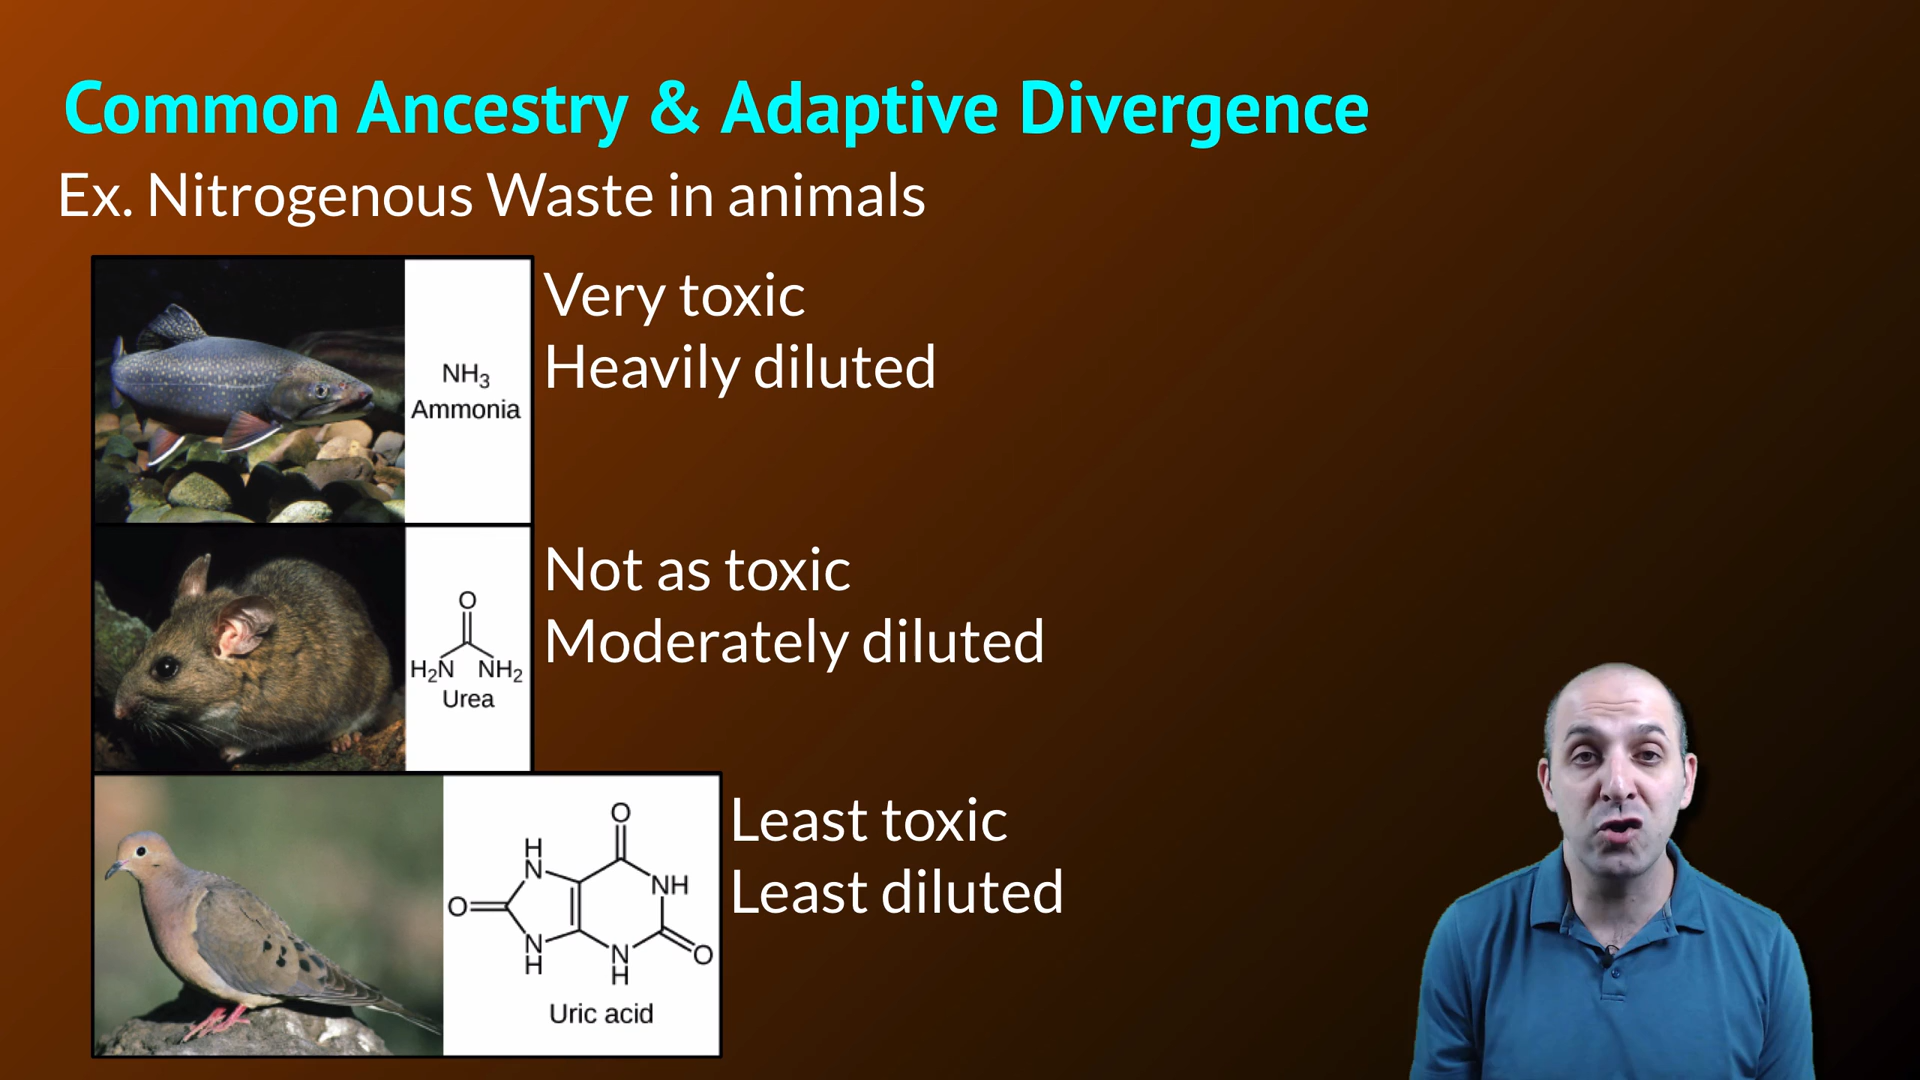 Common Ancestry & Adaptive Divergence
Ex. Nitrogenous Waste in animals
NH3
Ammonia
Very toxic
Heavily diluted
O
H2N NH2
Urea
Not as toxic
Moderately diluted
O
H
N
NH
O
N
H
N
H
O
Uric acid
Least toxic
Least diluted